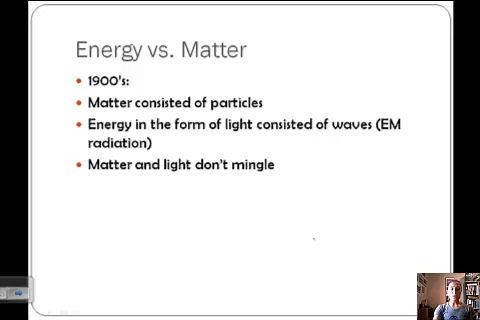 Energy vs. Matter
• 1900's:
• Matter consisted of particles
• Energy in the form of light consisted of waves (EM
radiation)
• Matter and light don't mingle